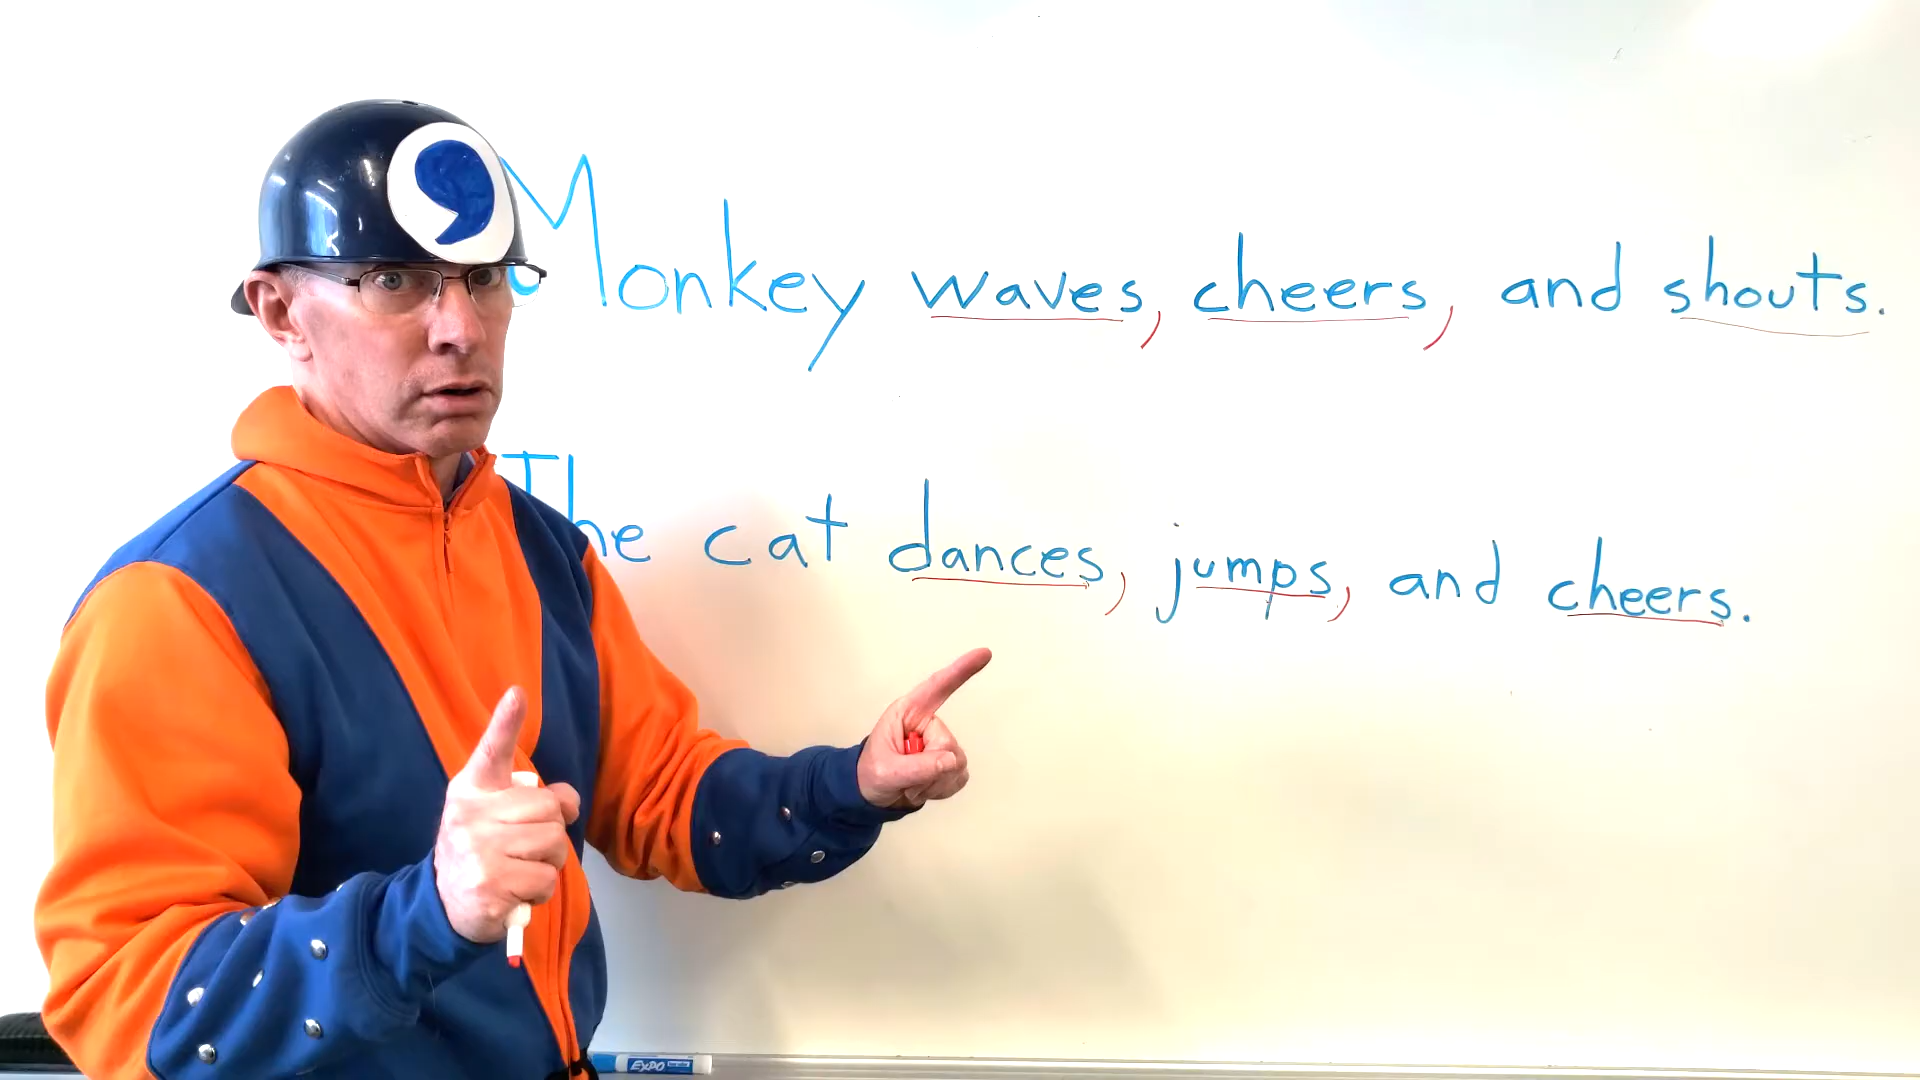 Monkey waves, cheers, and shouts.
The cat dances, jumps, and cheers.
EXPO